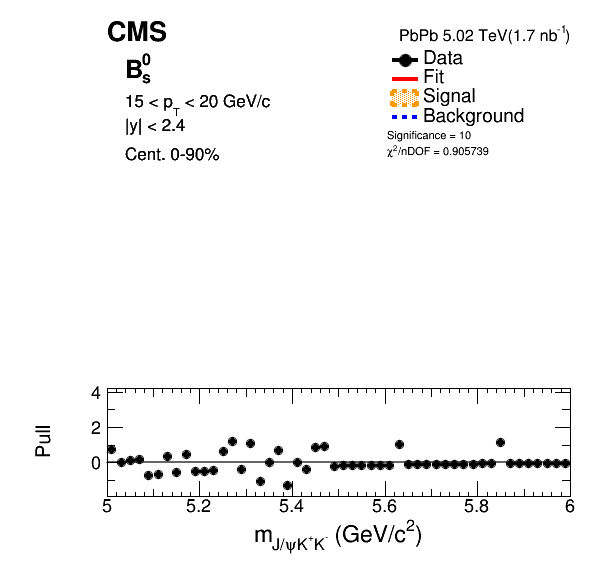 CMS
B⁰ₛ
15 < p_T < 20 GeV/c
|y| < 2.4
Cent. 0-90%
PbPb 5.02 TeV(1.7 nb⁻¹)
Data
Fit
Signal
Background
Significance = 10
χ²/nDOF = 0.905739
Pull
4
2
0
5 5.2 5.4 5.6 5.8 6
m_{J/ψK⁺K⁻} (GeV/c²)